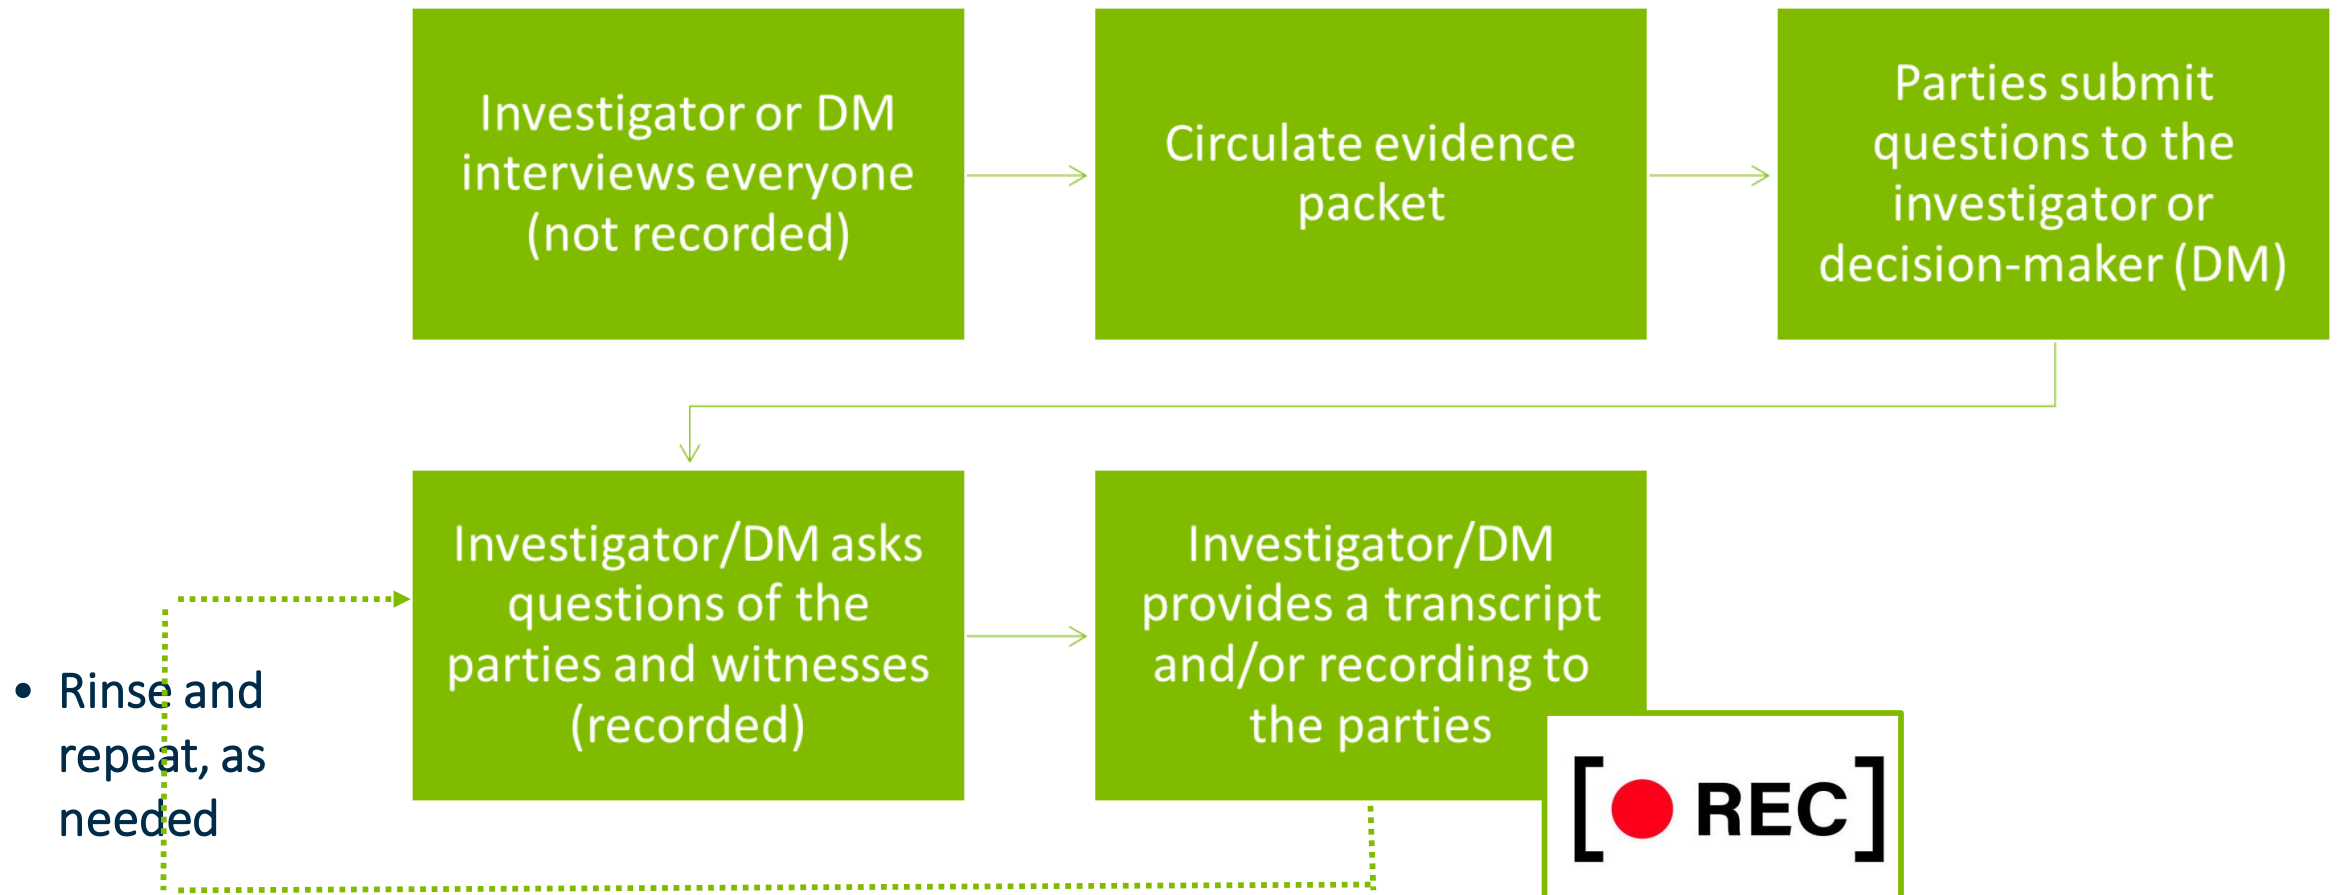 Investigator or DM
interviews everyone
(not recorded)
Circulate evidence
packet
Parties submit
questions to the
investigator or
decision-maker (DM)
Investigator/DM asks
questions of the
parties and witnesses
(recorded)
Investigator/DM
provides a transcript
and/or recording to
the parties
• Rinse and
repeat, as
needed
[● REC]